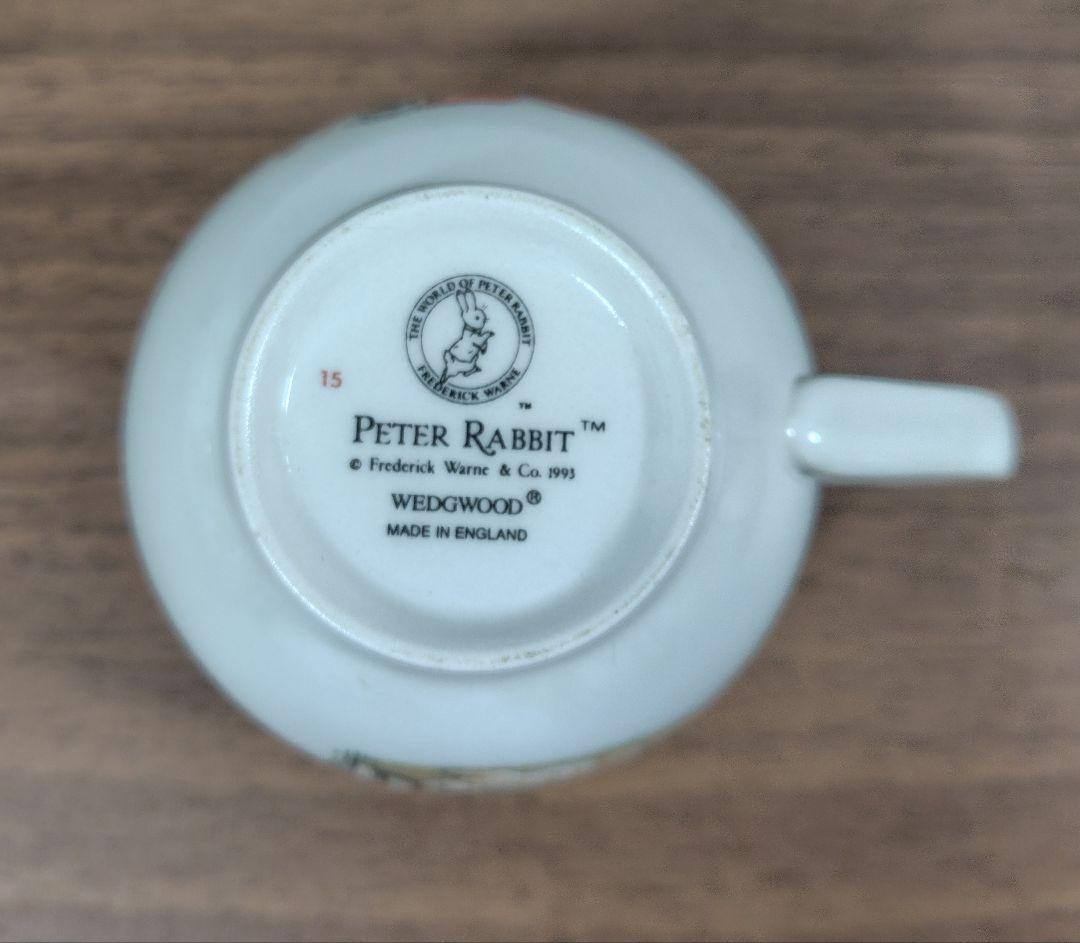 THE WORLD OF PETER RABBIT
FREDERICK WARNE
™
15
PETER RABBIT™
© Frederick Warne & Co. 1993
WEDGWOOD®
MADE IN ENGLAND